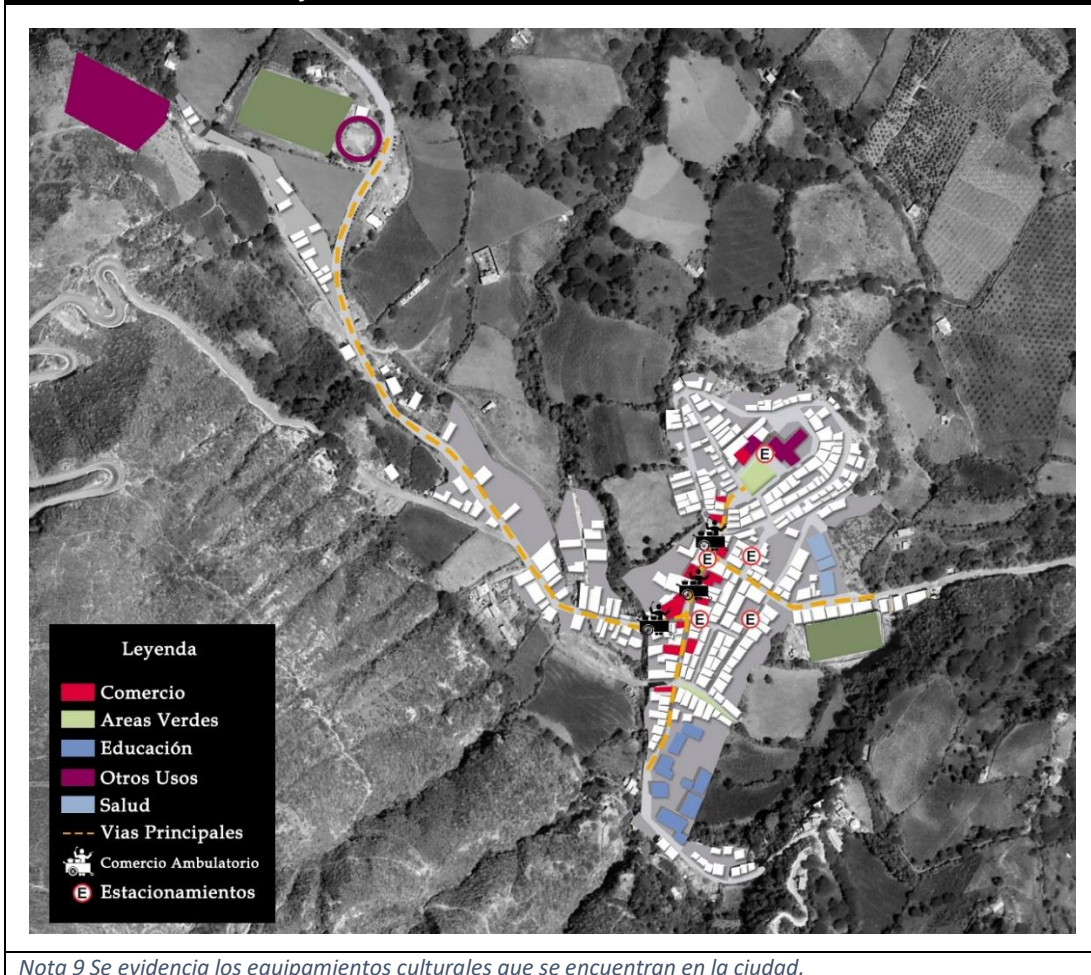 E
E
E
E
E
Leyenda
Comercio
Areas Verdes
Educación
Otros Usos
Salud
Vias Principales
Comercio Ambulatorio
E Estacionamientos
Nota 9 Se evidencia los equipamientos culturales que se encuentran en la ciudad.